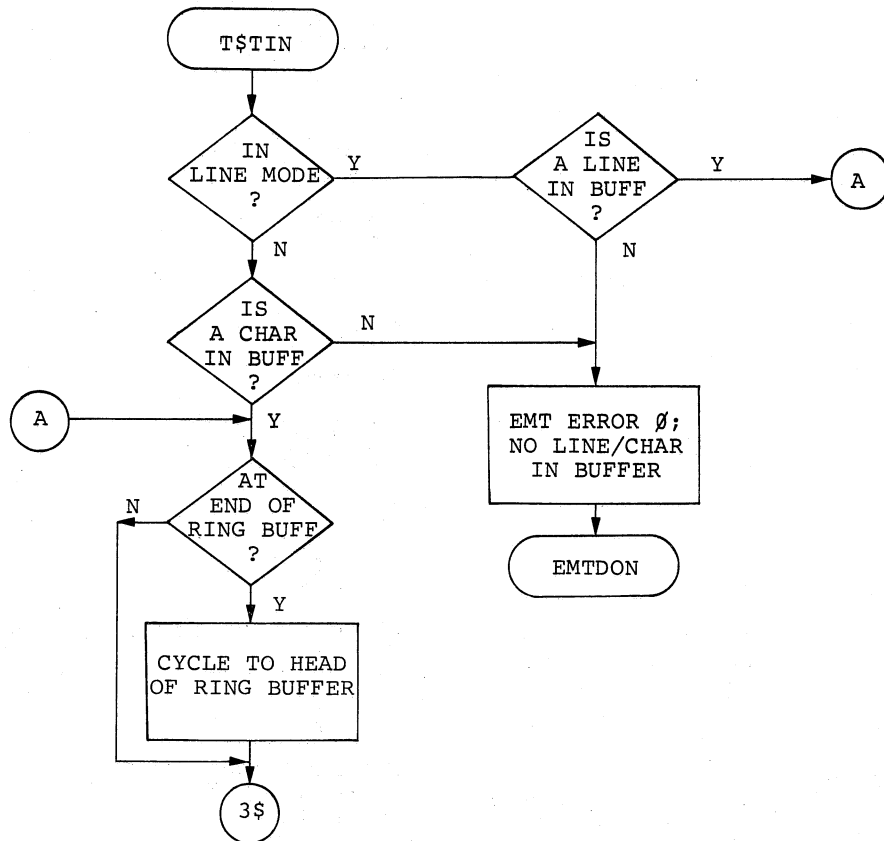 T$TIN
IN
LINE MODE
?
Y
IS
A LINE
IN BUFF
?
Y
A
N
N
IS
A CHAR
IN BUFF
?
N
A
Y
EMT ERROR Ø;
NO LINE/CHAR
IN BUFFER
AT
END OF
RING BUFF
?
N
EMTDON
Y
CYCLE TO HEAD
OF RING BUFFER
3$